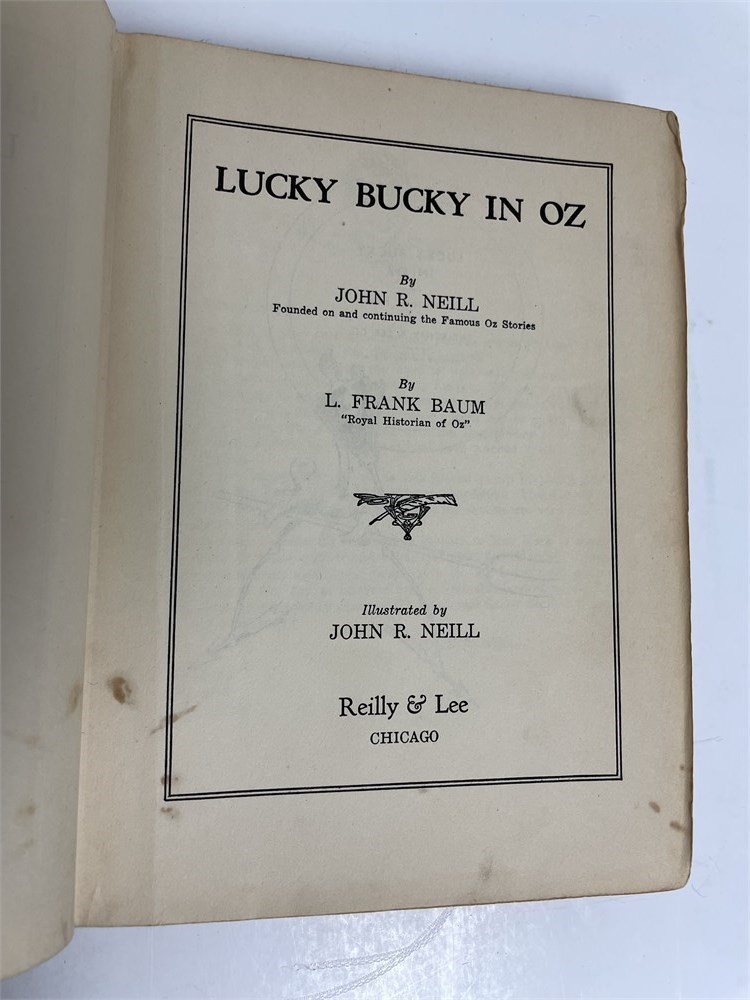 LUCKY BUCKY IN OZ
By
JOHN R. NEILL
Founded on and continuing the Famous Oz Stories
By
L. FRANK BAUM
"Royal Historian of Oz"
Illustrated by
JOHN R. NEILL
Reilly & Lee
CHICAGO